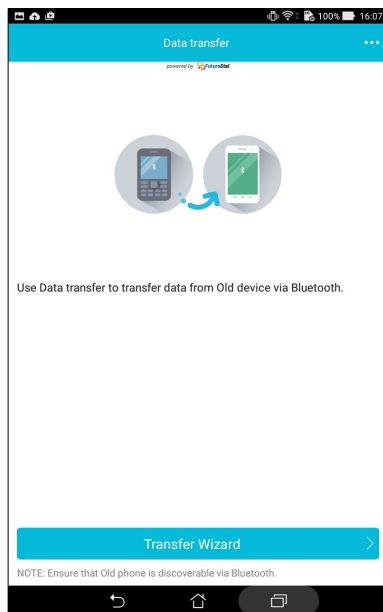 100% 16:07
Data transfer
powered by FutureDial
Use Data transfer to transfer data from Old device via Bluetooth.
Transfer Wizard
NOTE: Ensure that Old phone is discoverable via Bluetooth.